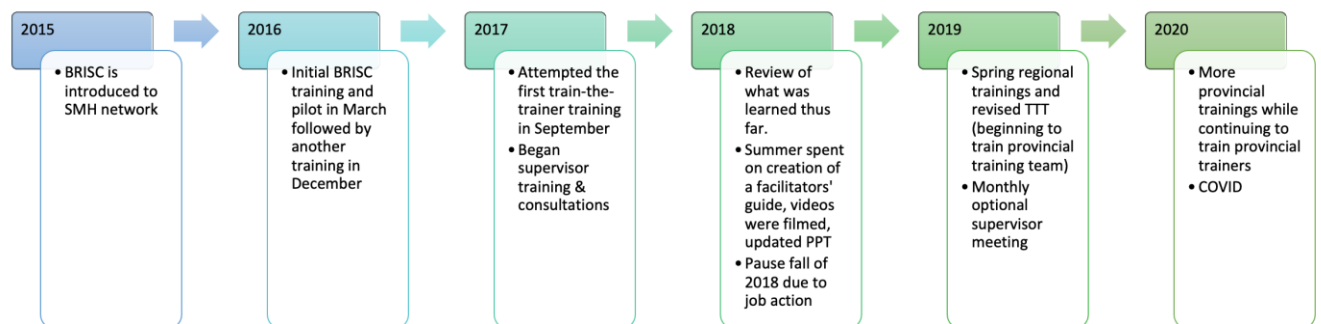 2015
• BRISC is
introduced to
SMH network
2016
• Initial BRISC
training and
pilot in March
followed by
another
training in
December
2017
• Attempted the
first train-the-
trainer training
in September
• Began
supervisor
training &
consultations
2018
• Review of
what was
learned thus
far.
• Summer spent
on creation of
a facilitators'
guide, videos
were filmed,
updated PPT
• Pause fall of
2018 due to
job action
2019
• Spring regional
trainings and
revised TTT
(beginning to
train provincial
training team)
• Monthly
optional
supervisor
meeting
2020
• More
provincial
trainings while
continuing to
train provincial
trainers
• COVID